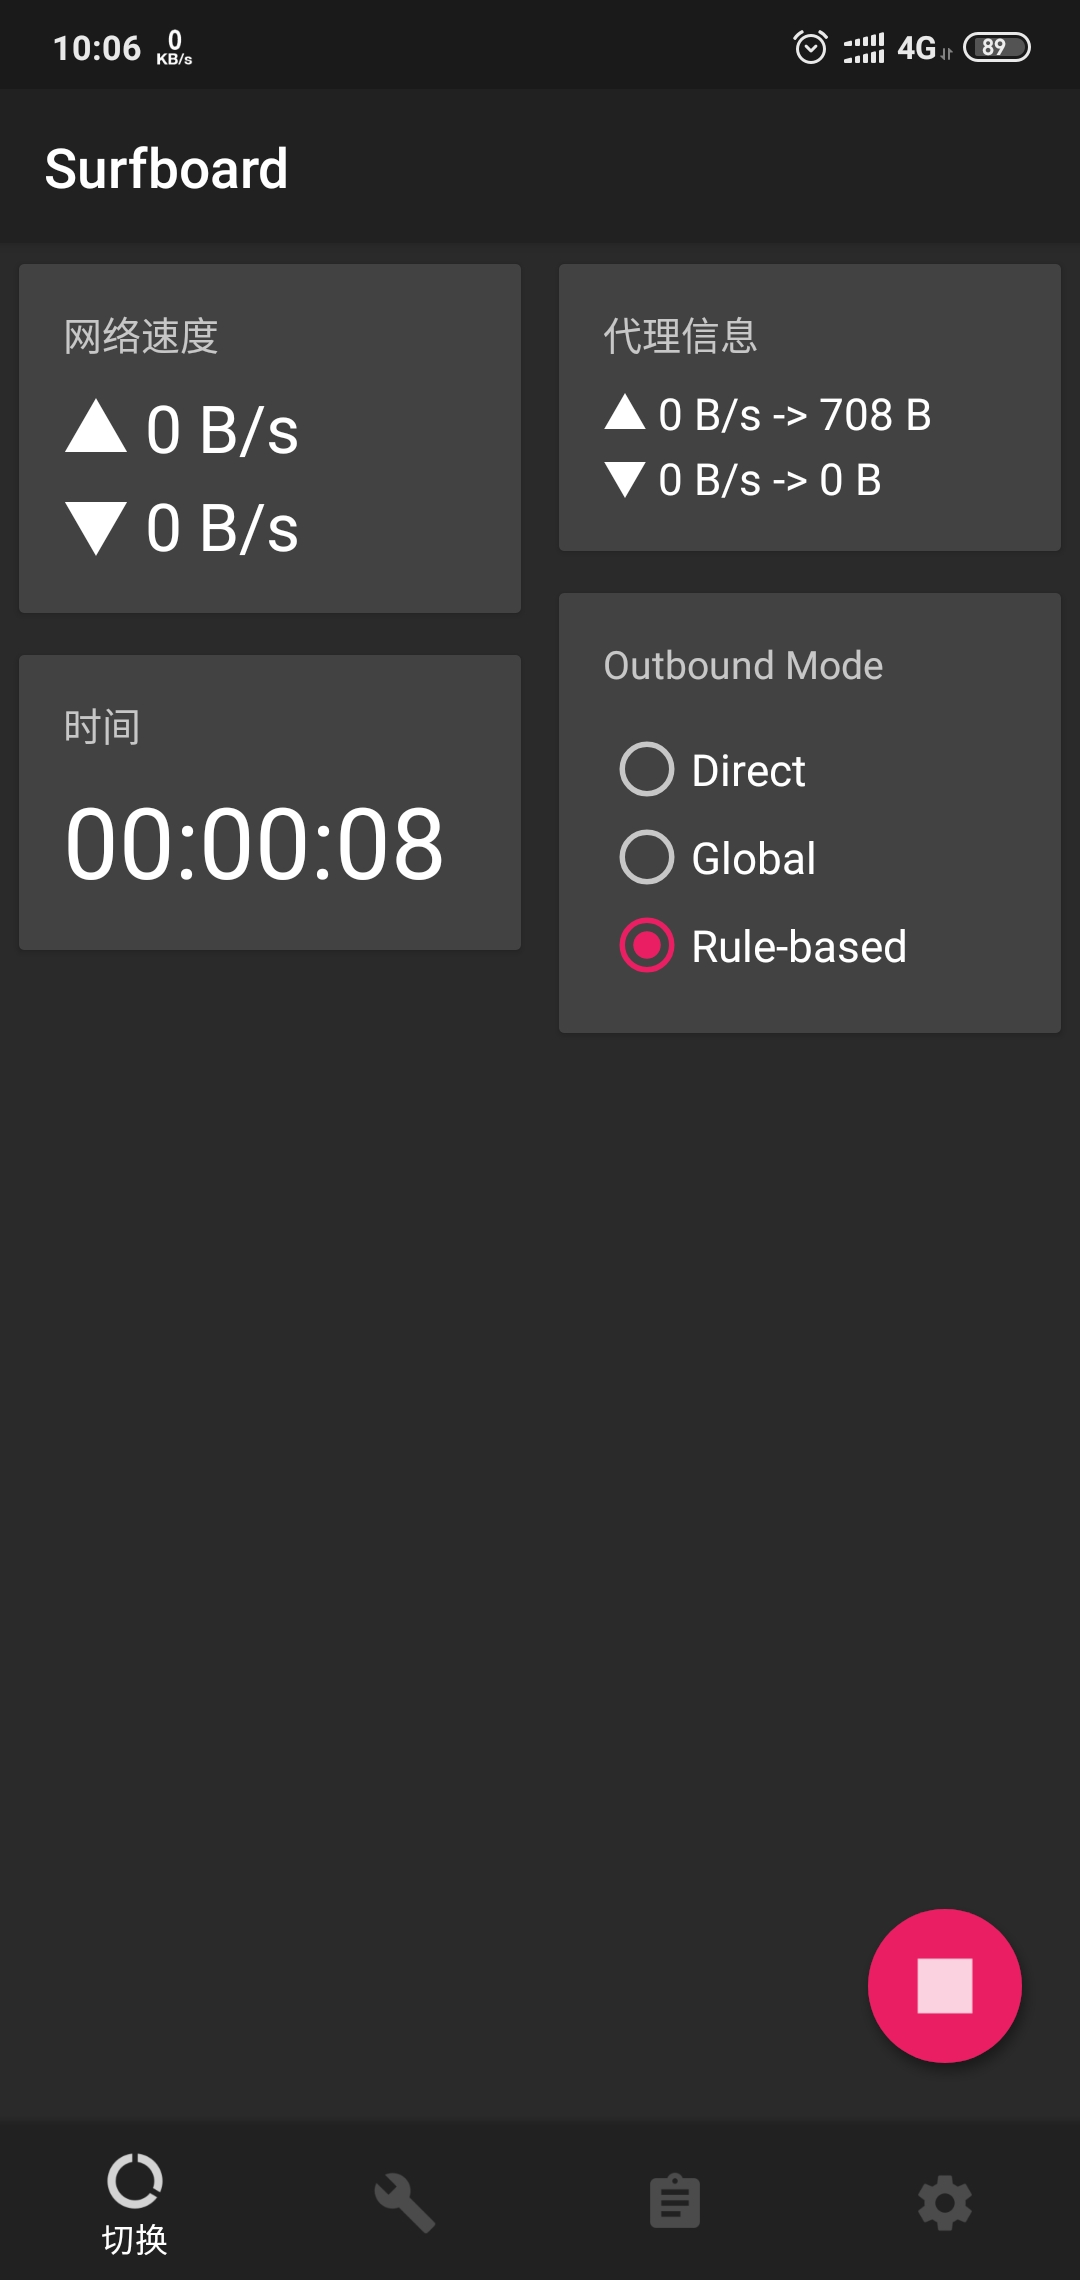 10:06 0 KB/s 4G 89
Surfboard
网络速度
▲ 0 B/s
▼ 0 B/s
时间
00:00:08
代理信息
▲ 0 B/s -> 708 B
▼ 0 B/s -> 0 B
Outbound Mode
Direct
Global
Rule-based
切换